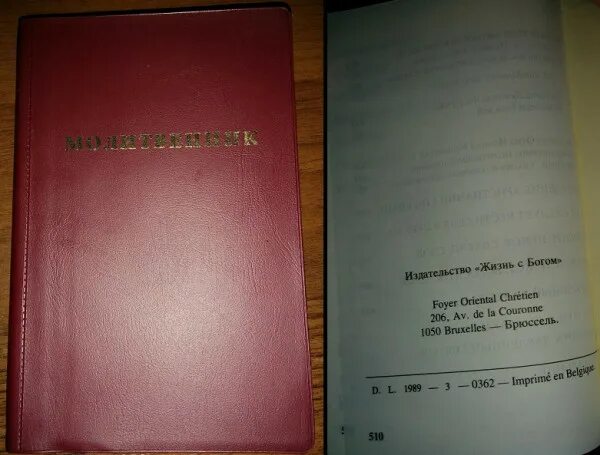 МОЛИТВЕННИК
Издательство «Жизнь с Богом»
Foyer Oriental Chrétien
206, Av. de la Couronne
1050 Bruxelles — Брюссель.
D. L. 1989 — 3 — 0362 — Imprimé en Belgique
510